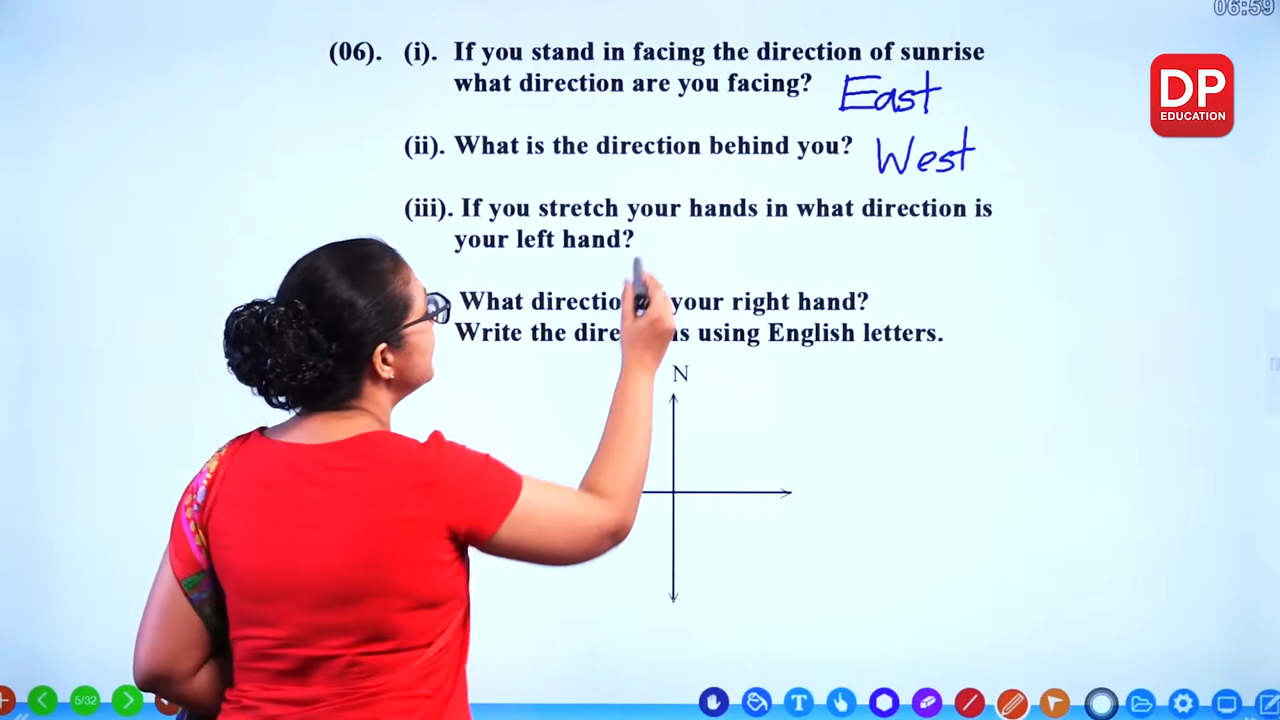 06:59
(06). (i). If you stand in facing the direction of sunrise
what direction are you facing? East
DP
EDUCATION
(ii). What is the direction behind you? West
(iii). If you stretch your hands in what direction is
your left hand?
What your right hand?
Write the using English letters.
N
5/32
T